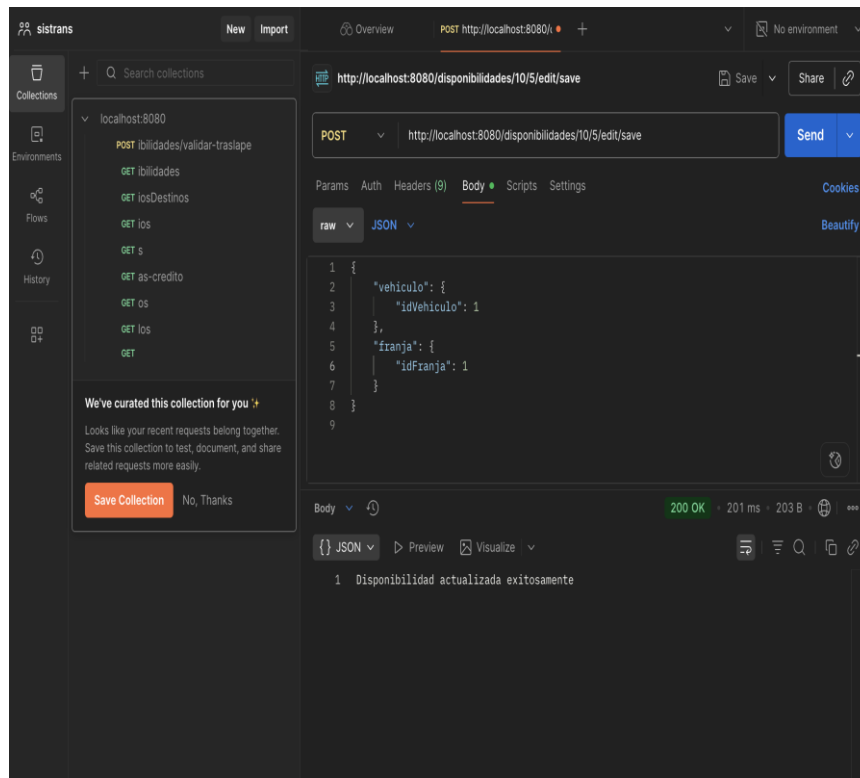 sistrans
New
Import
Overview
POST http://localhost:8080/
No environment
Collections
Environments
Flows
History
Search collections
localhost:8080
POST ibilidades/validar-traslape
GET ibilidades
GET iosDestinos
GET ios
GET s
GET as-credito
GET os
GET los
GET
We've curated this collection for you
Looks like your recent requests belong together.
Save this collection to test, document, and share
related requests more easily.
Save Collection
No, Thanks
HTTP http://localhost:8080/disponibilidades/10/5/edit/save
Save
Share
POST http://localhost:8080/disponibilidades/10/5/edit/save
Send
Params Auth Headers (9) Body Scripts Settings
Cookies
raw JSON
Beautify
1 {
2 "vehiculo": {
3 "idVehiculo": 1
4 },
5 "franja": {
6 "idFranja": 1
7 }
8 }
9
Body
200 OK • 201 ms • 203 B
{} JSON Preview Visualize
1 Disponibilidad actualizada exitosamente